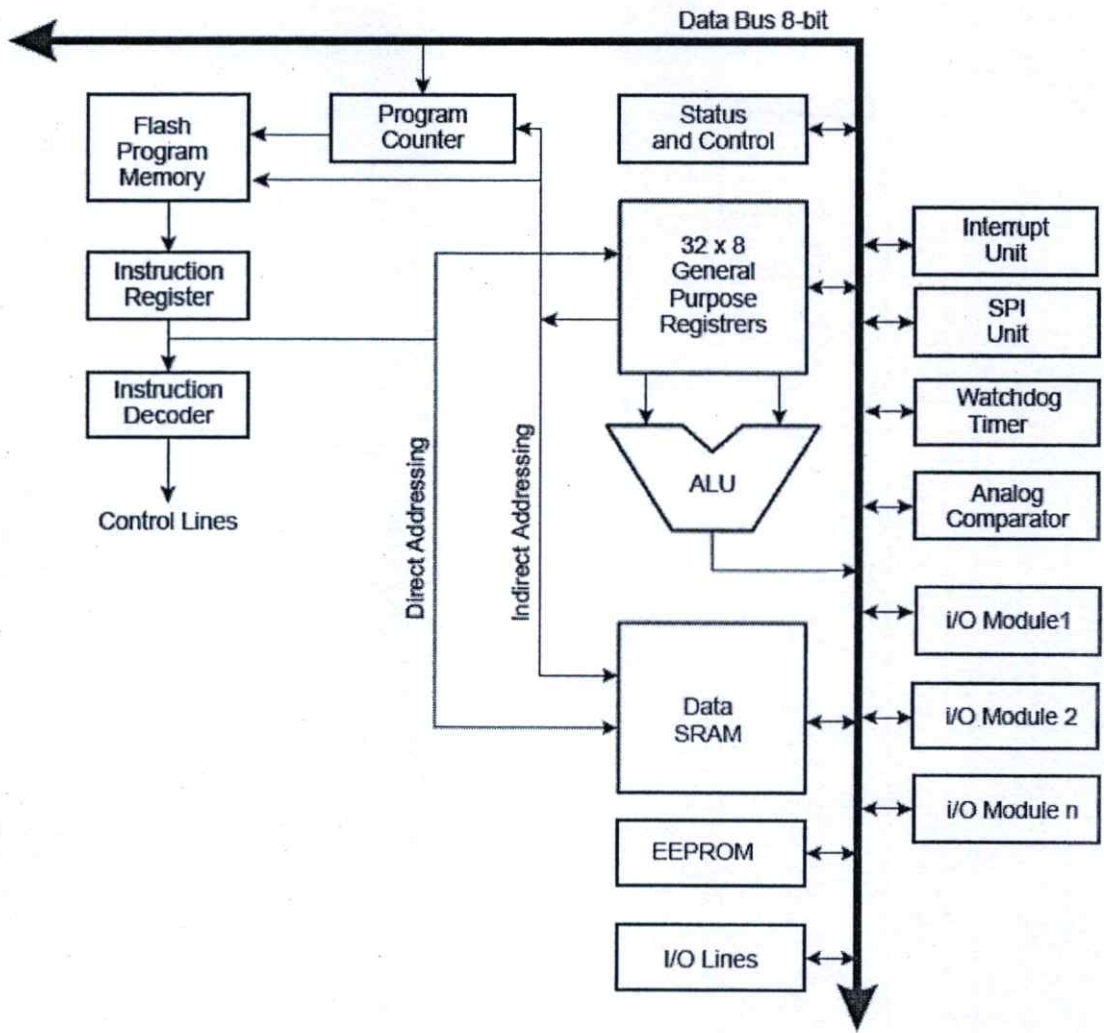 Data Bus 8-bit
Flash
Program
Memory
Program
Counter
Status
and Control
32 x 8
General
Purpose
Registrers
Interrupt
Unit
Instruction
Register
SPI
Unit
Instruction
Decoder
Watchdog
Timer
ALU
Analog
Comparator
Control Lines
Direct Addressing
Indirect Addressing
i/O Module1
Data
SRAM
i/O Module 2
i/O Module n
EEPROM
I/O Lines